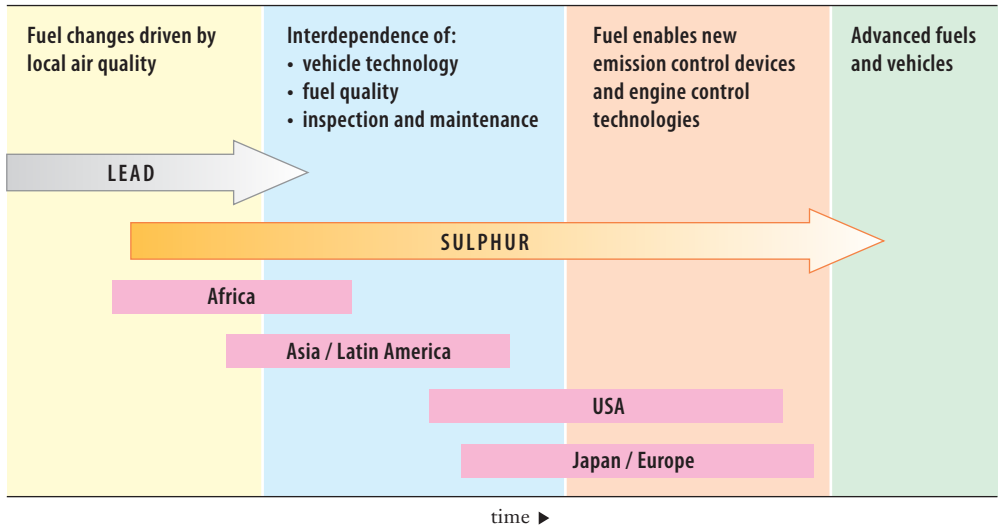 Fuel changes driven by
local air quality
Interdependence of:
• vehicle technology
• fuel quality
• inspection and maintenance
Fuel enables new
emission control devices
and engine control
technologies
Advanced fuels
and vehicles
LEAD
SULPHUR
Africa
Asia / Latin America
USA
Japan / Europe
time ▶